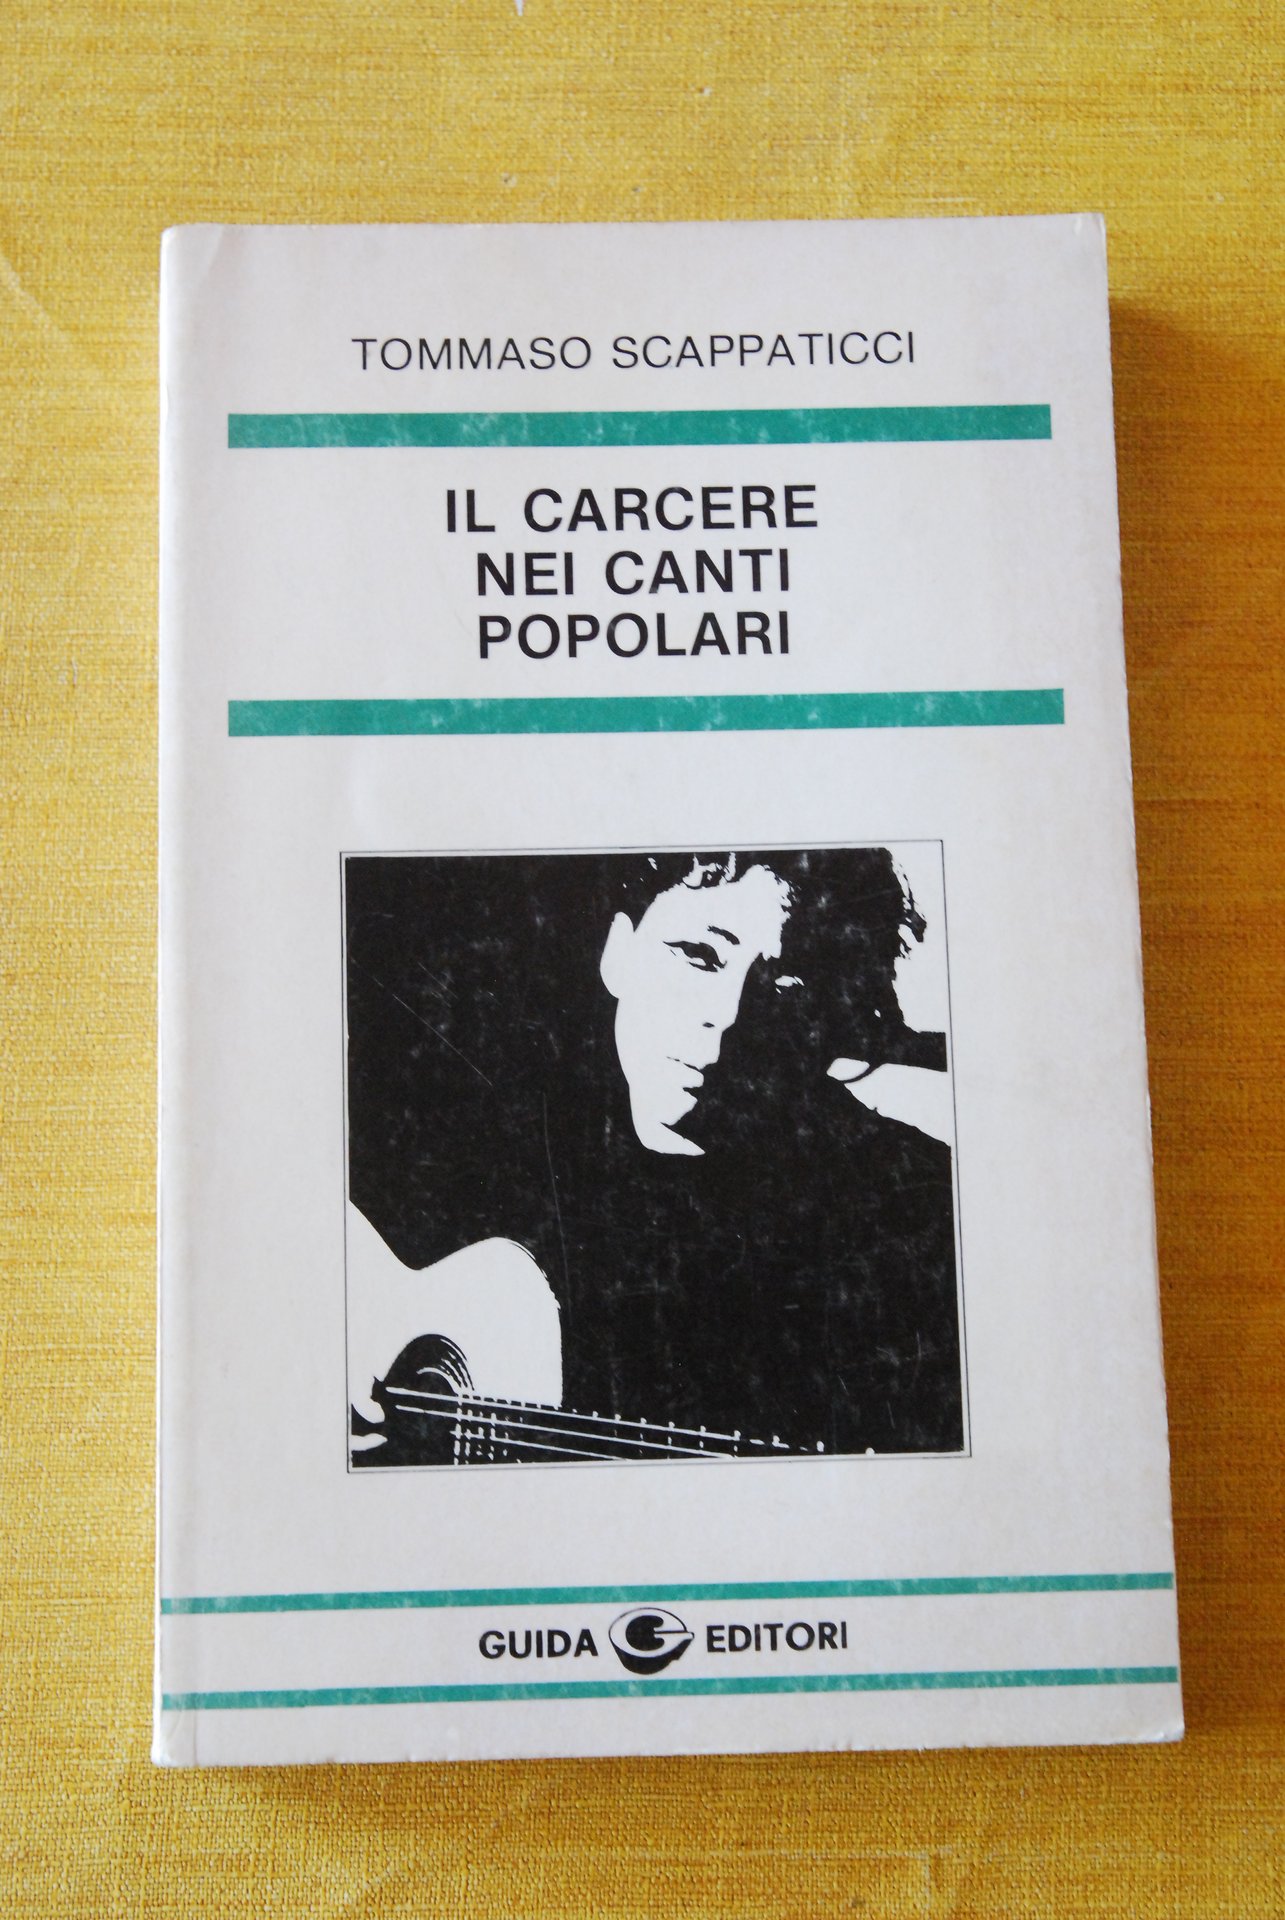 TOMMASO SCAPPATICCI
IL CARCERE
NEI CANTI
POPOLARI
GUIDA EDITORI